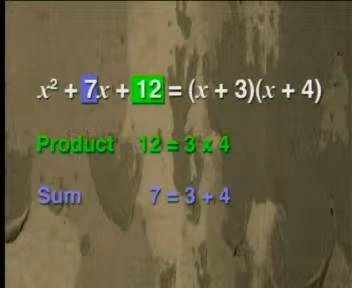 x² + 7x + 12 = (x + 3)(x + 4)
Product 12 = 3 x 4
Sum 7 = 3 + 4